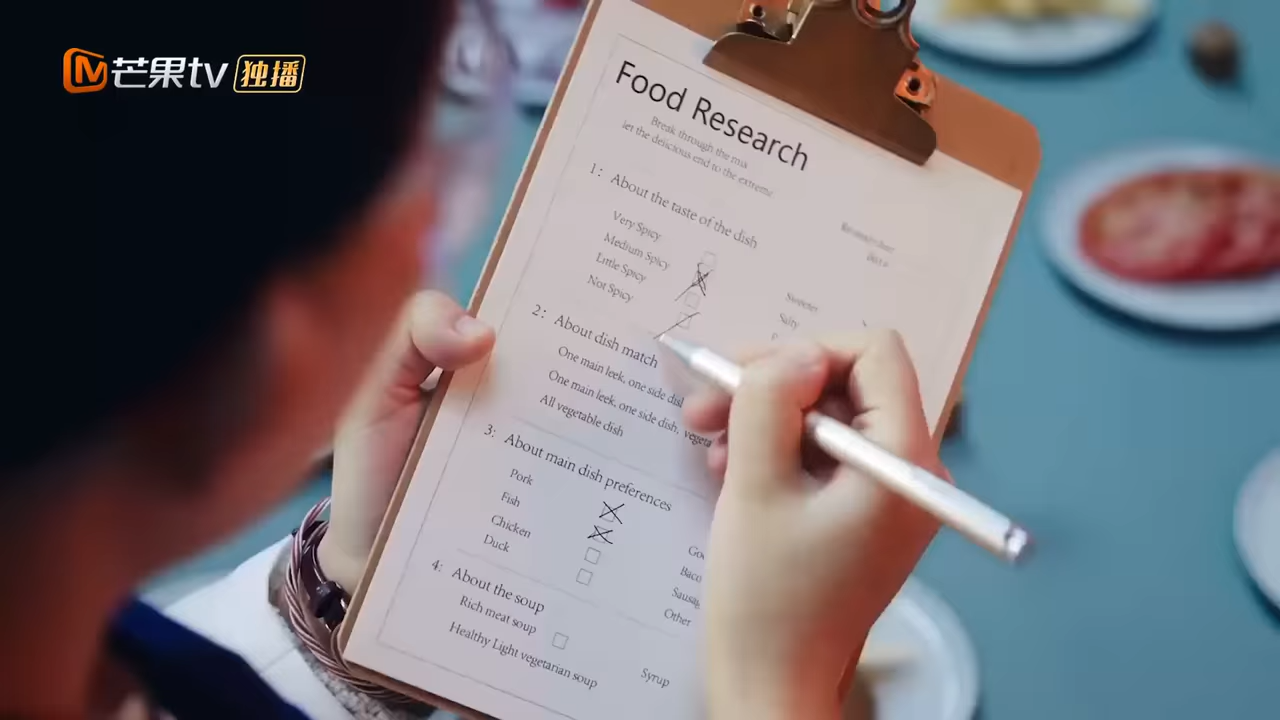 芒果tv 独播
Food Research
Break through the mix
let the delicious end to the extreme
1: About the taste of the dish
Very Spicy
Medium Spicy
Little Spicy
Not Spicy
Sweeter
Salty
2: About dish match
One main leek, one side
One main leek, one side dish,
All vegetable dish
3: About main dish preferences
Pork
Fish
Chicken
Duck
Other
4: About the soup
Rich meat soup
Healthy Light vegetarian soup
Syrup